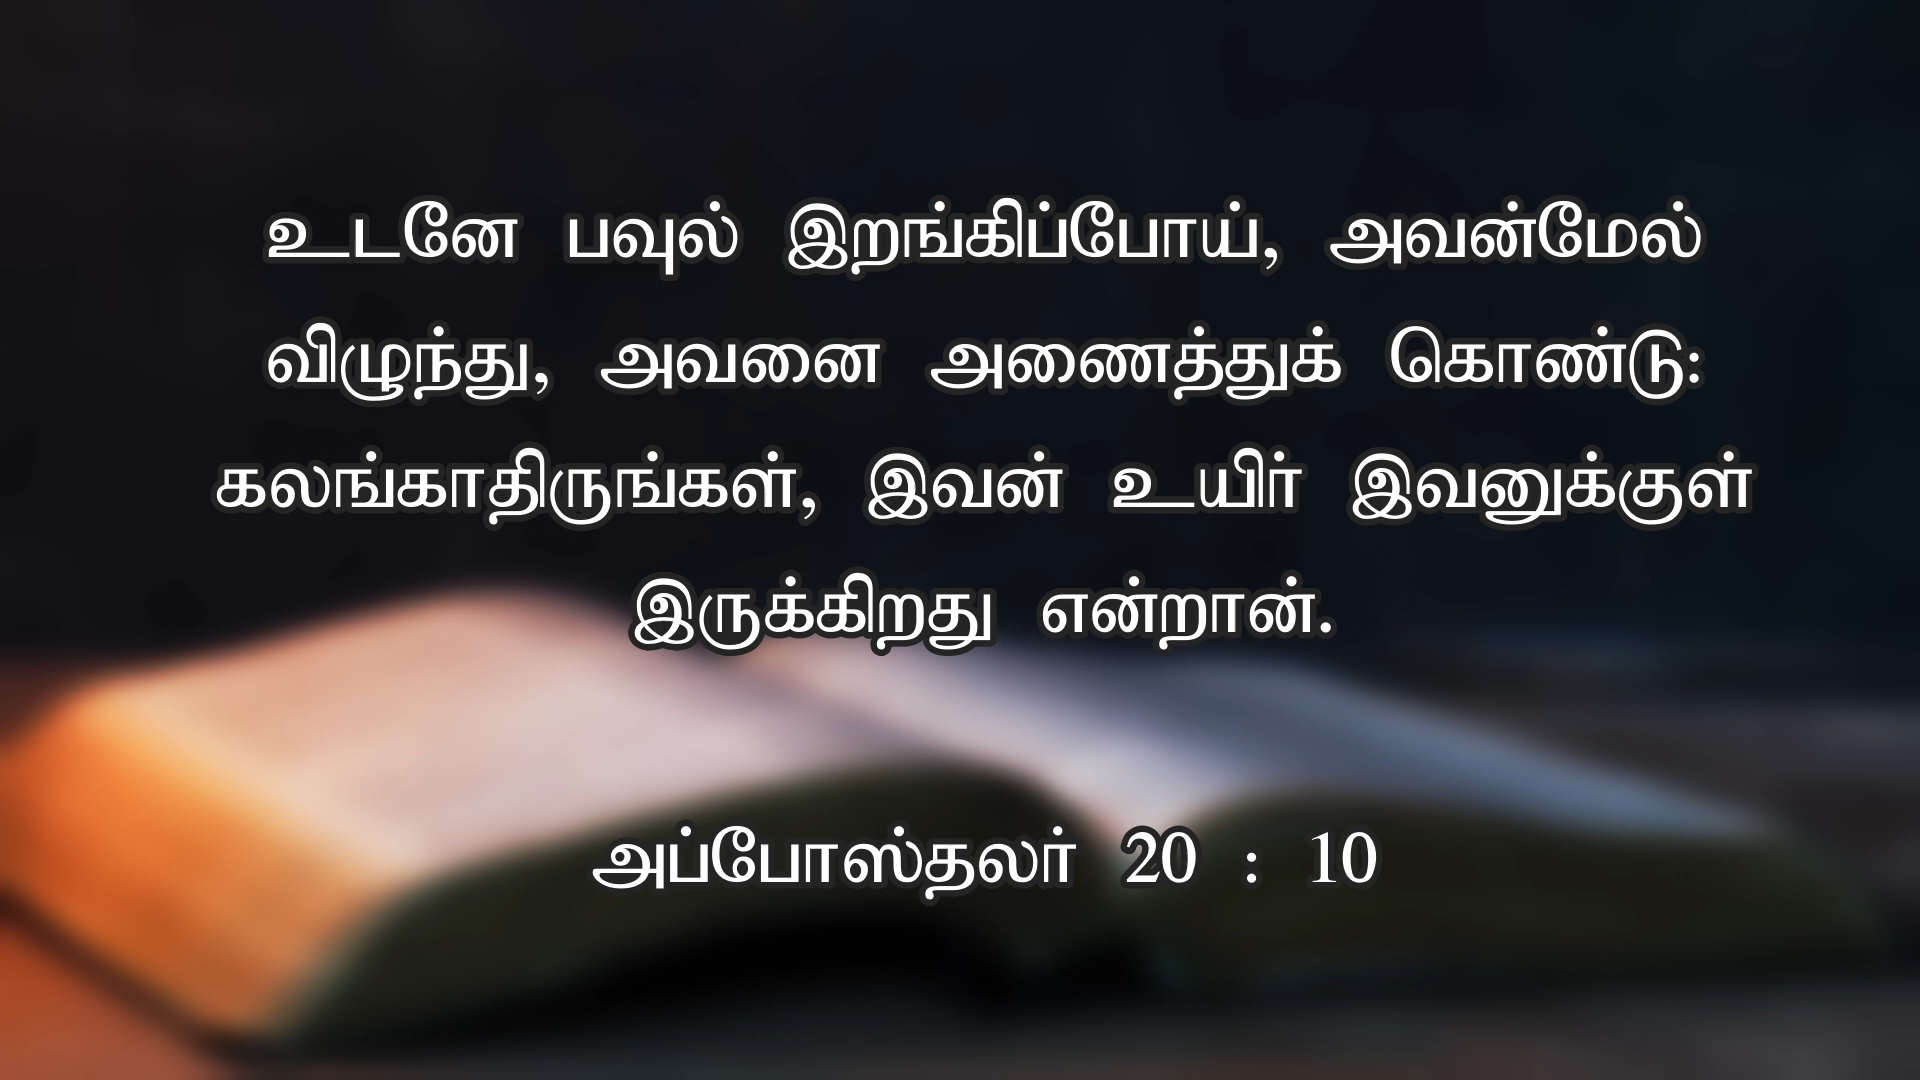 உடனே பவுல் இறங்கிப்போய், அவன்மேல்
விழுந்து, அவனை அணைத்துக் கொண்டு:
கலங்காதிருங்கள், இவன் உயிர் இவனுக்குள்
இருக்கிறது என்றான்.
அப்போஸ்தலர் 20 : 10